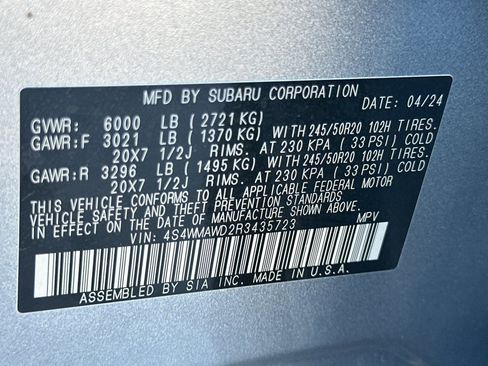 MFD BY SUBARU CORPORATION
DATE: 04/24
GVWR: 6000 LB ( 2721 KG)
GAWR:F 3021 LB ( 1370 KG) WITH 245/50R20 102H TIRES.
20X7 1/2J RIMS. AT 230 KPA ( 33 PSI) COLD
GAWR:R 3296 LB ( 1495 KG) WITH 245/50R20 102H TIRES.
20X7 1/2J RIMS. AT 230 KPA ( 33 PSI) COLD
THIS VEHICLE CONFORMS TO ALL APPLICABLE FEDERAL MOTOR
VEHICLE SAFETY AND THEFT PREVENTION STANDARDS
IN EFFECT ON THE DATE OF MANUFACTURE SHOWN ABOVE.
VIN: 4S4WMAWD2R3435723 MPV
ASSEMBLED BY SIA INC. MADE IN U.S.A.